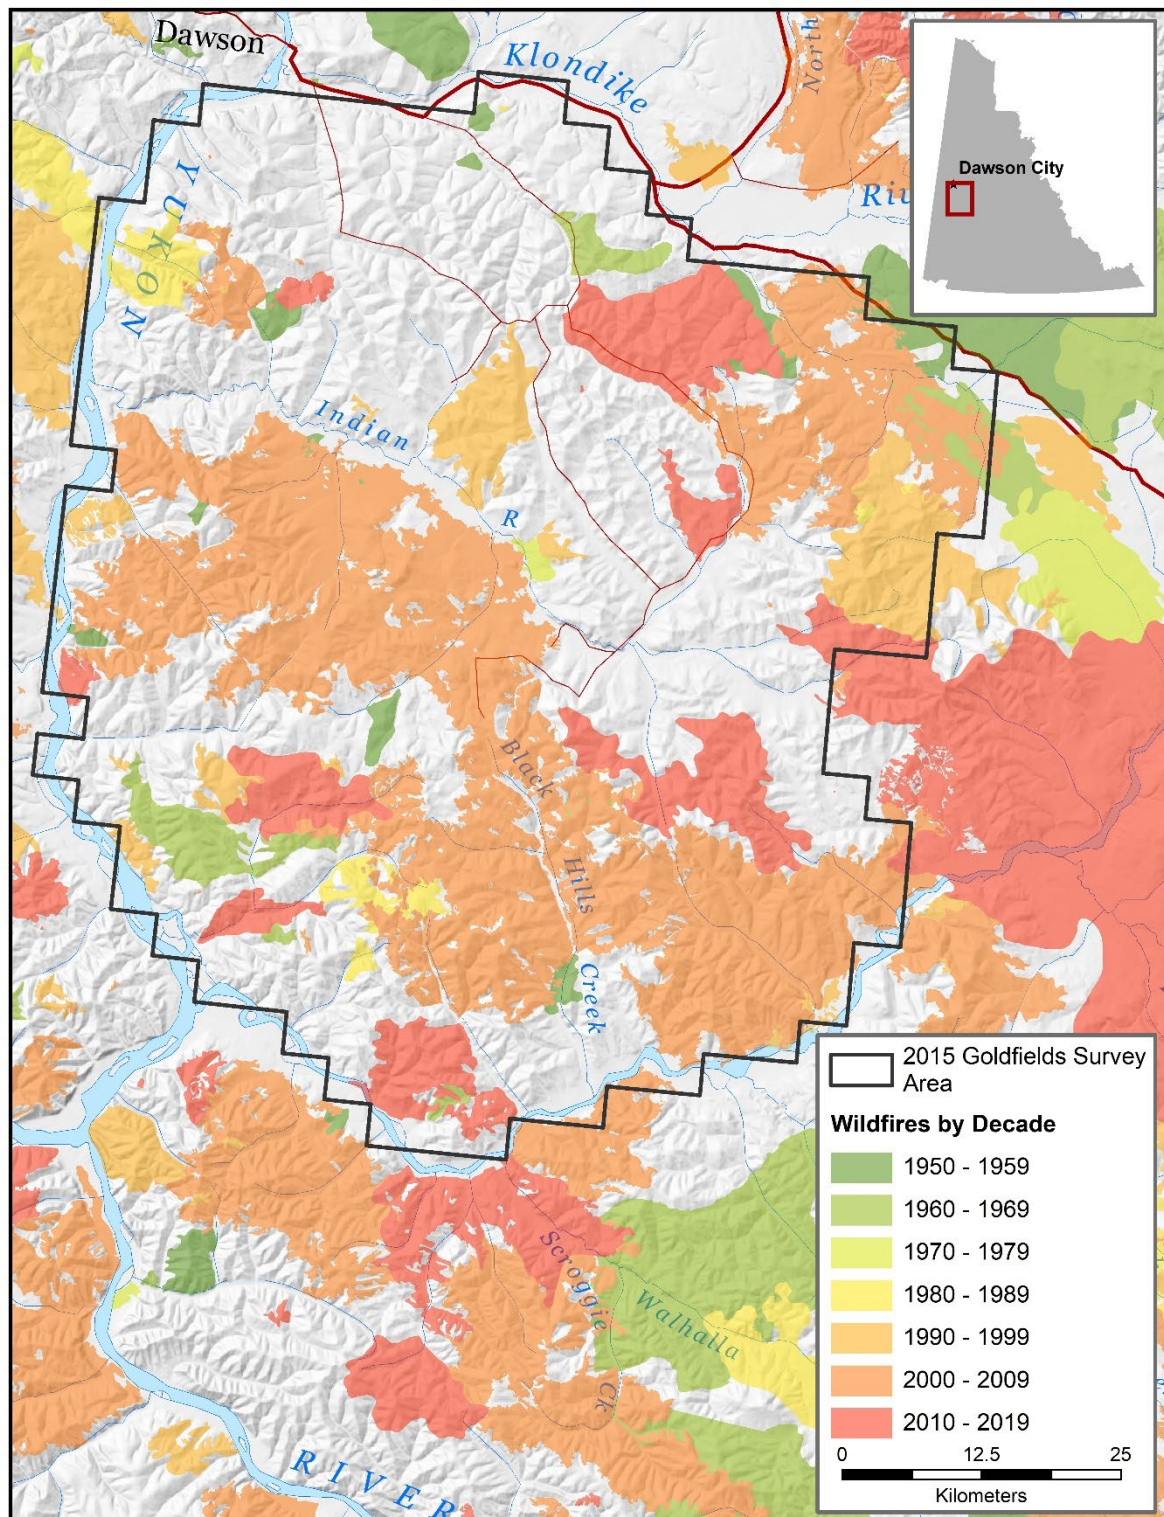 Dawson
Klondike
North
Dawson City
Riv
YUKON
Indian
R
Black
Hills
Creek
2015 Goldfields Survey
Area
Wildfires by Decade
1950 - 1959
1960 - 1969
1970 - 1979
1980 - 1989
1990 - 1999
2000 - 2009
2010 - 2019
0
12.5
25
Kilometers
Scroggie
Walhalla
Ck
RIVER